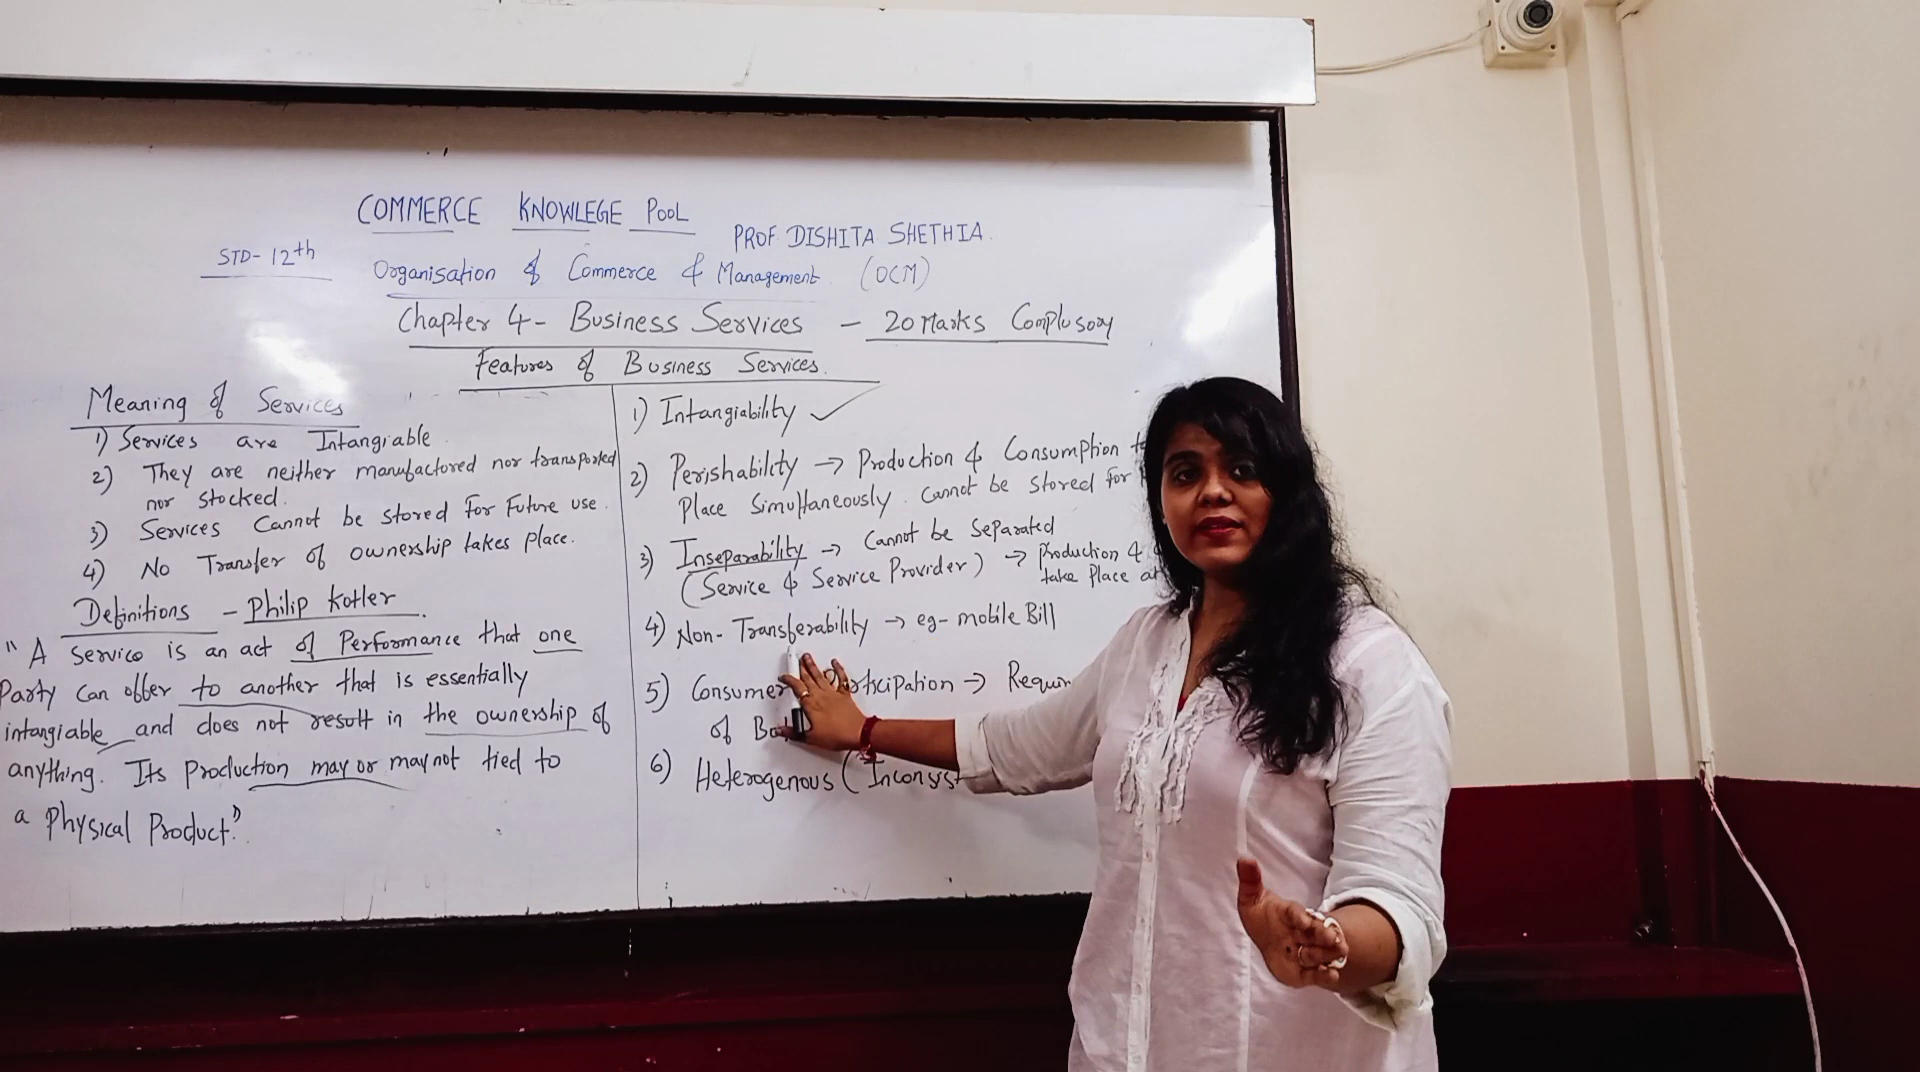 COMMERCE KNOWLEGE POOL
PROF DISHITA SHETHIA.
STD- 12th
Organisation of Commerce & Management (OCM)
Chapter 4- Business Services - 20 Marks Complusory
Features of Business Services.
Meaning of Services
1) Services are Intangiable
2) They are neither manufactored nor transported
nor stocked.
3) Services Cannot be stored for Future use.
4) No Transfer of ownership takes place.
Definitions - Philip Kotler
" A Service is an act of Performance that one
Party can offer to another that is essentially
intangiable and does not result in the ownership of
anything. Its Production may or may not tied to
a Physical Product."
1) Intangiability ✓
2) Perishability → Production & Consumption
Place Simultaneously. Cannot be stored for
3) Inseparability → Cannot be Separated
(Service & Service Provider) → Production &
take Place at
4) Non-Transferability → eg- mobile Bill
5) Consumer Participation →
of
6) Heterogenous (